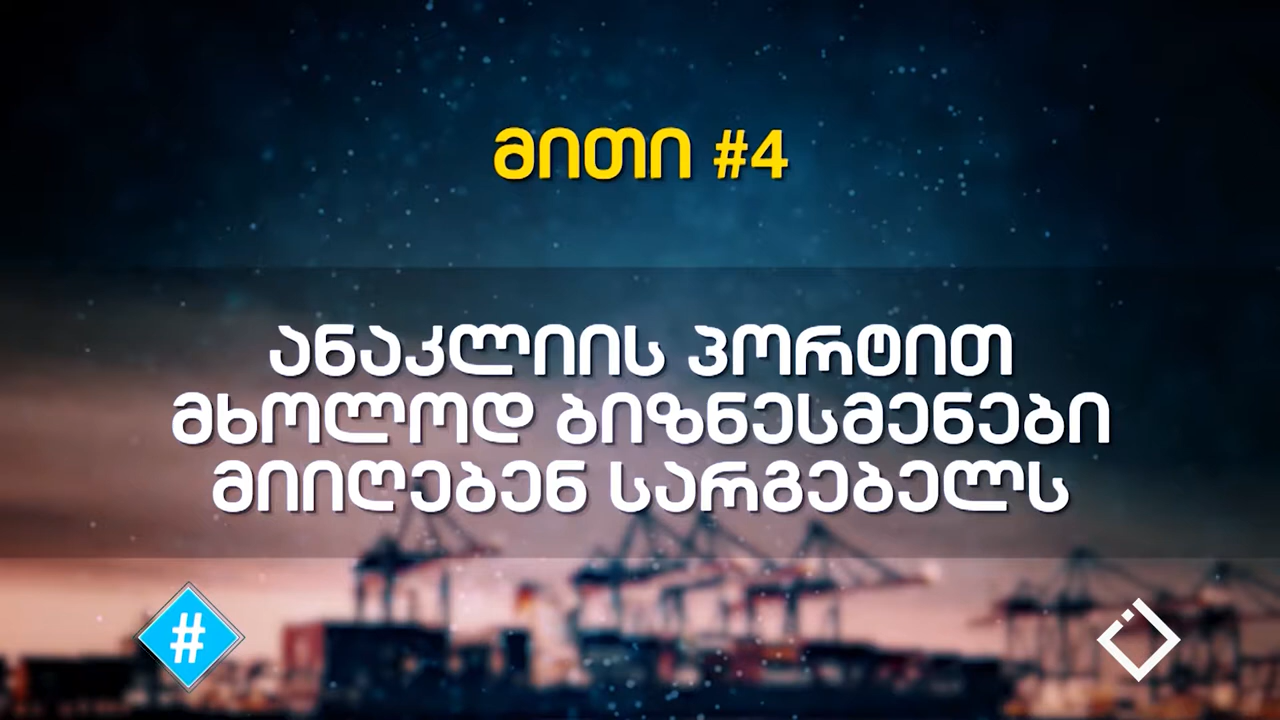 მითი #4
ანაკლიის პორტით
მხოლოდ ბიზნესმენები
მიიღებენ სარგებელს
#